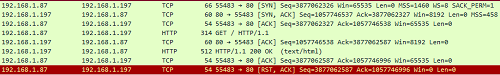 192.168.1.87 192.168.1.197 TCP 66 55483 → 80 [SYN] Seq=3877062326 Win=65535 Len=0 MSS=1460 WS=8 SACK_PERM=1
192.168.1.197 192.168.1.87 TCP 60 80 → 55483 [SYN, ACK] Seq=1057746537 Ack=3877062327 Win=8192 Len=0 MSS=458
192.168.1.87 192.168.1.197 TCP 54 55483 → 80 [ACK] Seq=3877062327 Ack=1057746538 Win=65535 Len=0
192.168.1.87 192.168.1.197 HTTP 314 GET / HTTP/1.1
192.168.1.197 192.168.1.87 TCP 60 80 → 55483 [ACK] Seq=1057746538 Ack=3877062587 Win=8192 Len=0
192.168.1.197 192.168.1.87 HTTP 512 HTTP/1.1 200 OK (text/html)
192.168.1.87 192.168.1.197 TCP 54 55483 → 80 [ACK] Seq=3877062587 Ack=1057746996 Win=65535 Len=0
192.168.1.87 192.168.1.197 TCP 54 55483 → 80 [RST, ACK] Seq=3877062587 Ack=1057746996 Win=0 Len=0